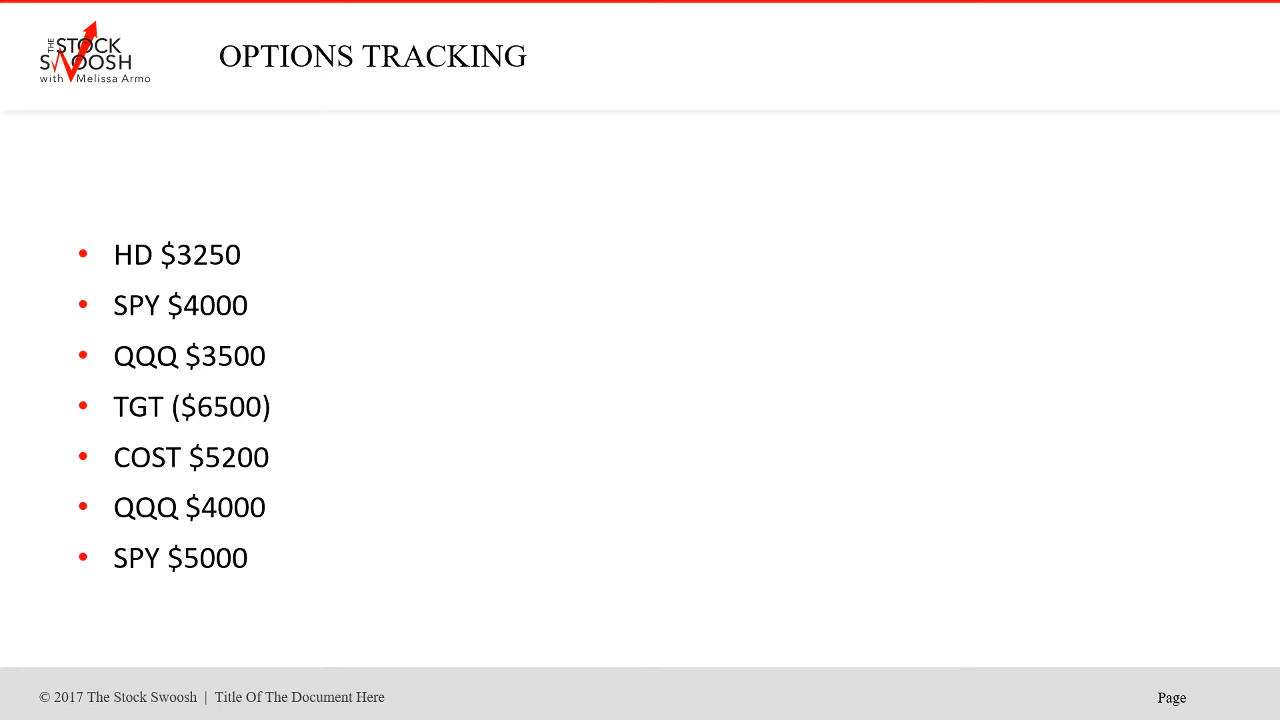 THE STOCK
SWOOSH
with Melissa Armo
OPTIONS TRACKING
• HD $3250
• SPY $4000
• QQQ $3500
• TGT ($6500)
• COST $5200
• QQQ $4000
• SPY $5000
© 2017 The Stock Swoosh | Title Of The Document Here
Page